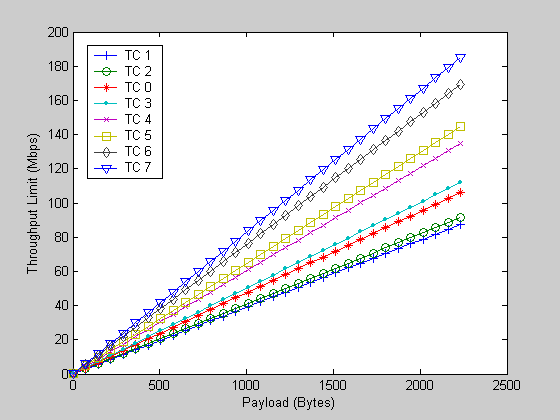 200
180
160
140
120
100
80
60
40
20
0
Throughput Limit (Mbps)
TC 1
TC 2
TC 0
TC 3
TC 4
TC 5
TC 6
TC 7
0
500
1000
1500
2000
2500
Payload (Bytes)